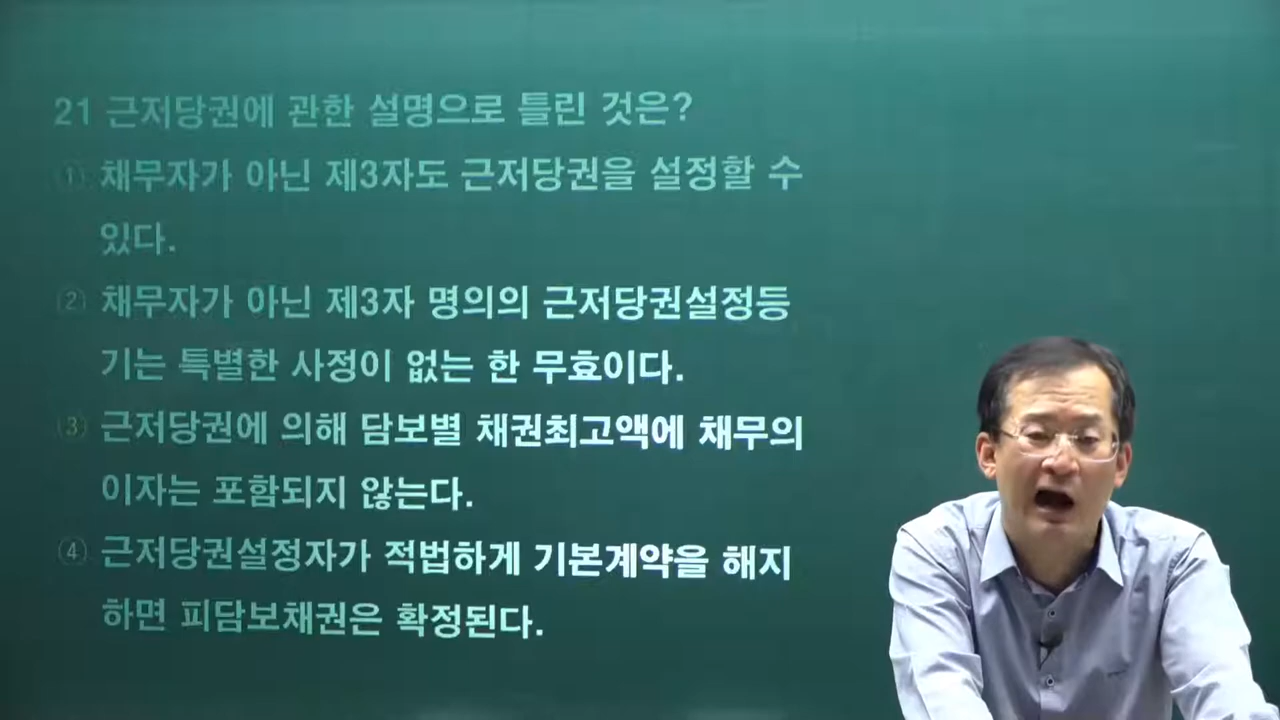 21 근저당권에 관한 설명으로 틀린 것은?
① 채무자가 아닌 제3자도 근저당권을 설정할 수
있다.
② 채무자가 아닌 제3자 명의의 근저당권설정등
기는 특별한 사정이 없는 한 무효이다.
③ 근저당권에 의해 담보별 채권최고액에 채무의
이자는 포함되지 않는다.
④ 근저당권설정자가 적법하게 기본계약을 해지
하면 피담보채권은 확정된다.